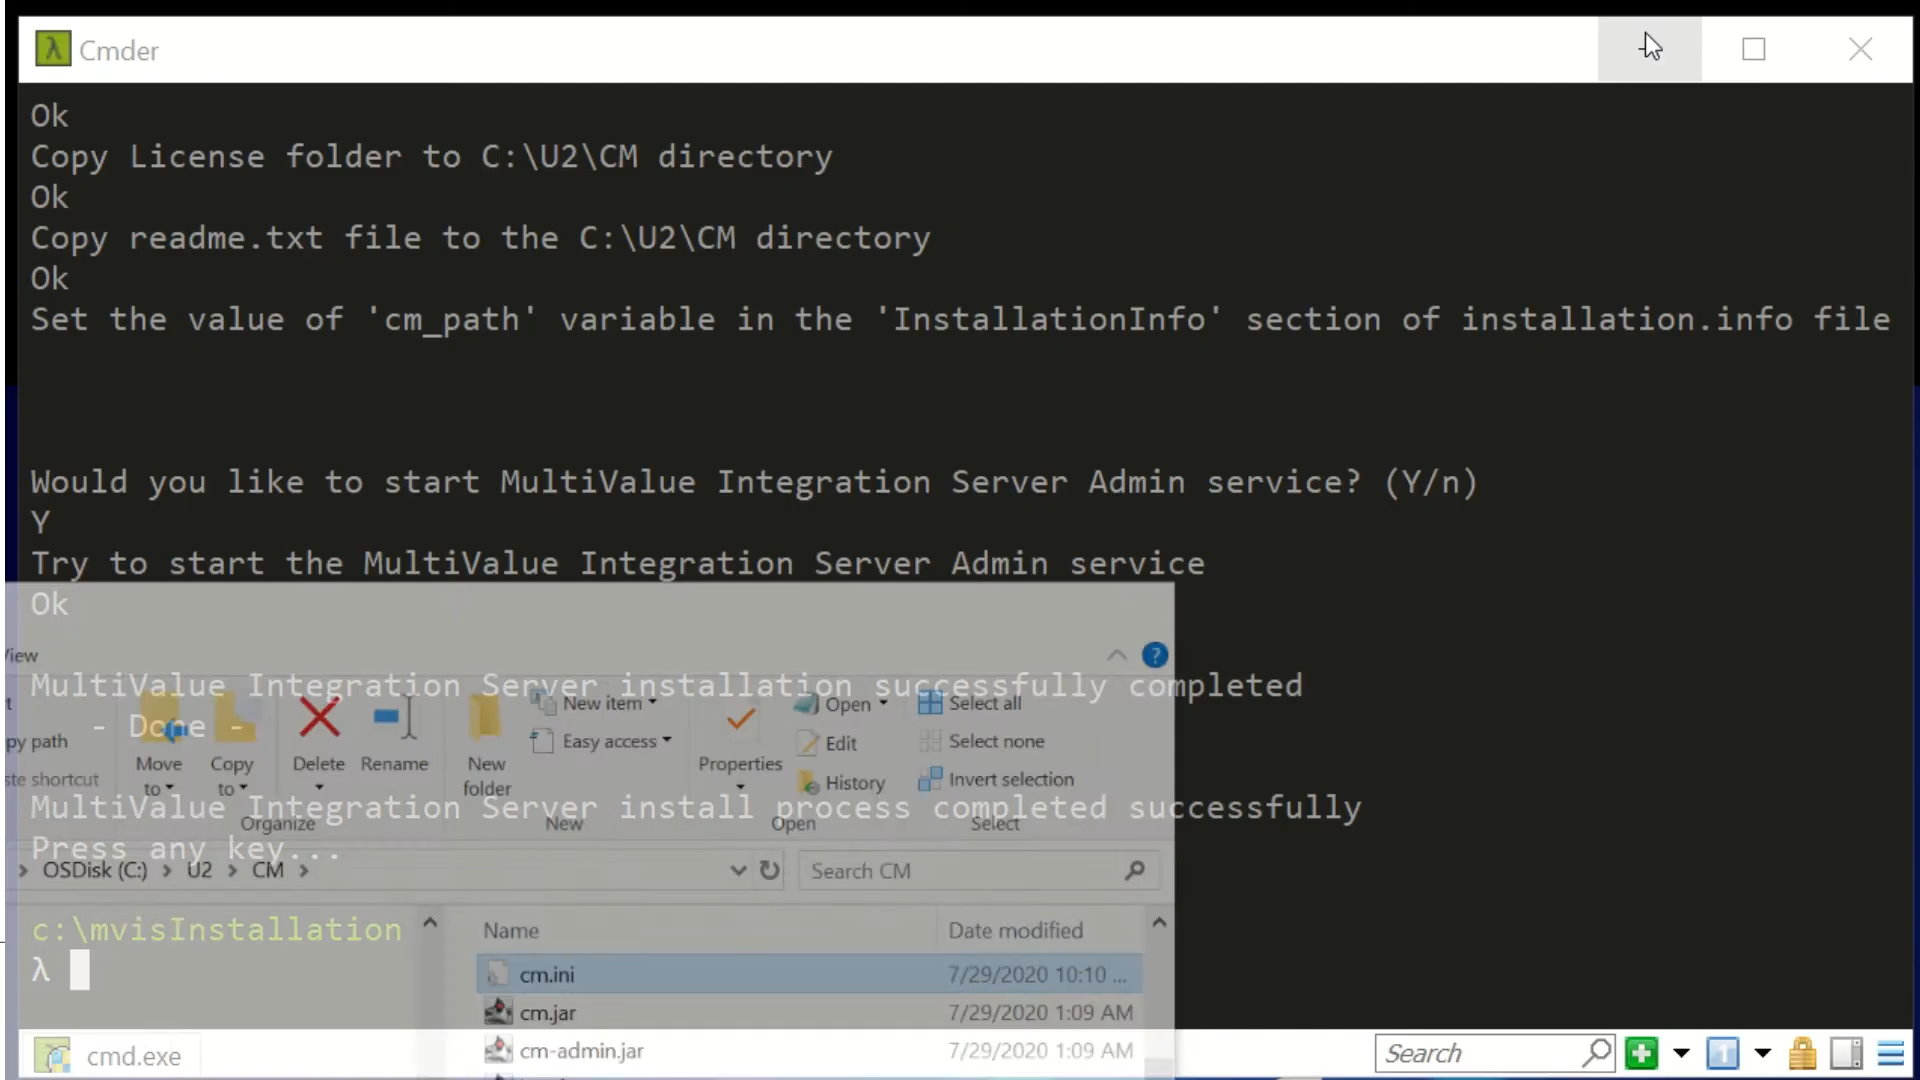 Cmder
Ok
Copy License folder to C:\U2\CM directory
Ok
Copy readme.txt file to the C:\U2\CM directory
Ok
Set the value of 'cm_path' variable in the 'InstallationInfo' section of installation.info file
Would you like to start MultiValue Integration Server Admin service? (Y/n)
Y
Try to start the MultiValue Integration Server Admin service
Ok
MultiValue Integration Server installation successfully completed
- Done -
MultiValue Integration Server install process completed successfully
Press any key...
c:\mvisInstallation
λ
View
py path
te shortcut
Move to
Copy to
Delete
Rename
Organize
New folder
New item
Easy access
New
Properties
Open
Edit
History
Open
Select all
Select none
Invert selection
Select
OSDisk (C:) > U2 > CM >
Search CM
Name Date modified
cm.ini 7/29/2020 10:10 ...
cm.jar 7/29/2020 1:09 AM
cm-admin.jar 7/29/2020 1:09 AM
cmd.exe
Search
1